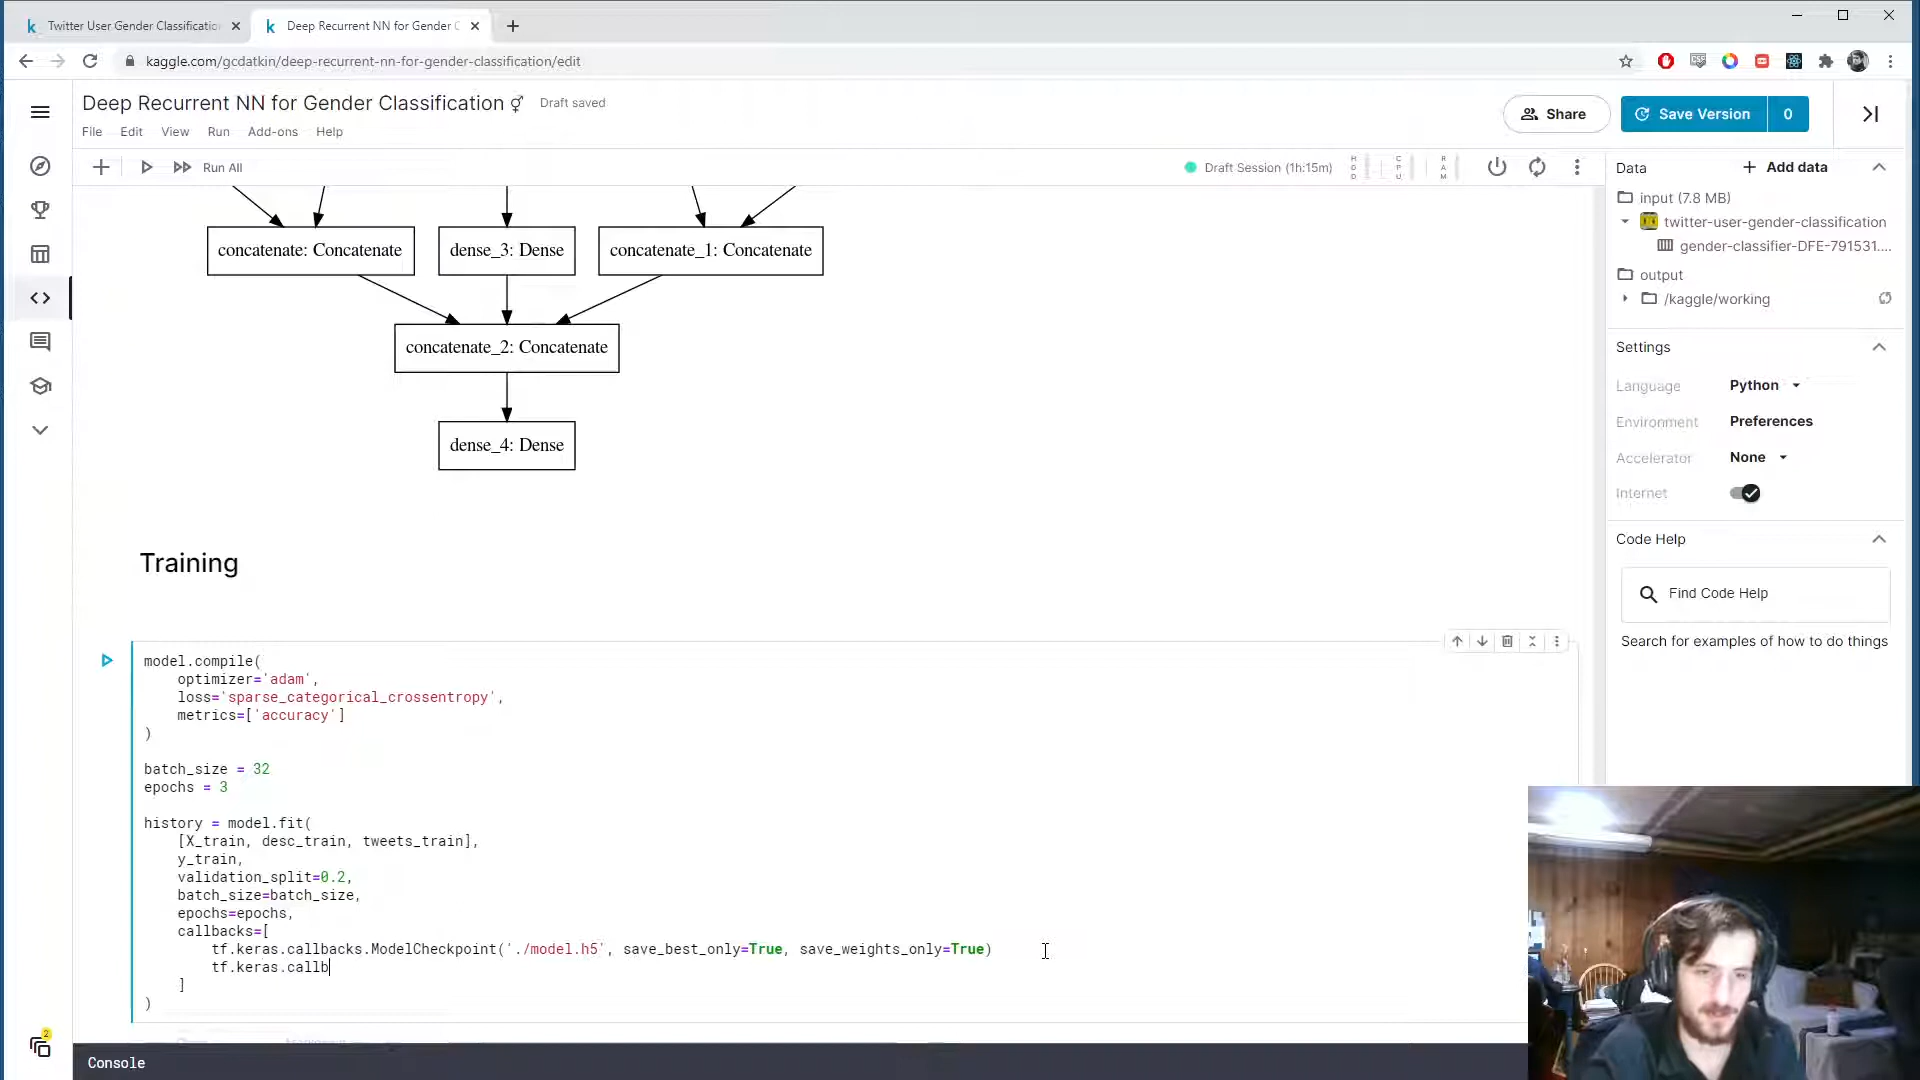 Twitter User Gender Classification
Deep Recurrent NN for Gender C
kaggle.com/gcdatkin/deep-recurrent-nn-for-gender-classification/edit
Deep Recurrent NN for Gender Classification ⚥
Draft saved
Share
Save Version
0
File Edit View Run Add-ons Help
Run All
Draft Session (1h:15m)
HDD
CPU
RAM
Data
Add data
input (7.8 MB)
twitter-user-gender-classification
gender-classifier-DFE-791531....
output
/kaggle/working
Settings
Language Python
Environment Preferences
Accelerator None
Internet
Code Help
Find Code Help
Search for examples of how to do things
concatenate: Concatenate
dense_3: Dense
concatenate_1: Concatenate
concatenate_2: Concatenate
dense_4: Dense
Training
model.compile(
    optimizer='adam',
    loss='sparse_categorical_crossentropy',
    metrics=['accuracy']
)
batch_size = 32
epochs = 3
history = model.fit(
    [X_train, desc_train, tweets_train],
    y_train,
    validation_split=0.2,
    batch_size=batch_size,
    epochs=epochs,
    callbacks=[
        tf.keras.callbacks.ModelCheckpoint('./model.h5', save_best_only=True, save_weights_only=True)
        tf.keras.callb
    ]
)
2
Console